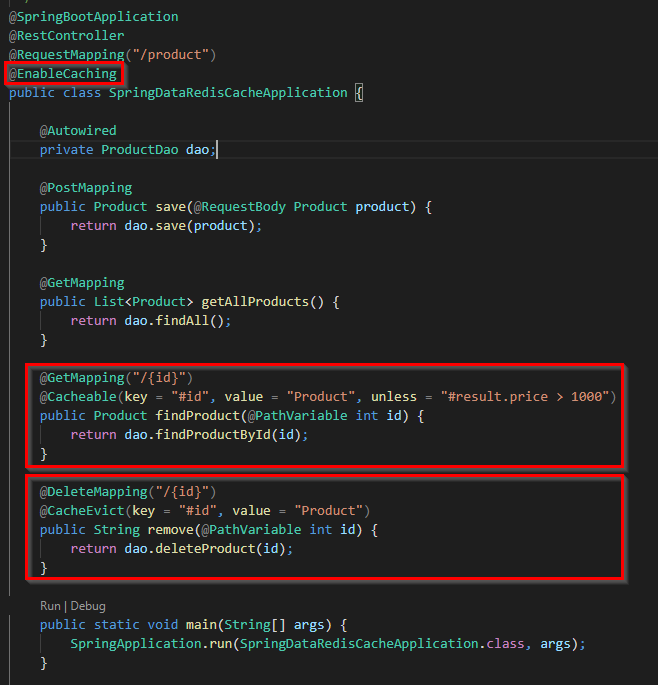 @SpringBootApplication
@RestController
@RequestMapping("/product")
@EnableCaching
public class SpringDataRedisCacheApplication {
@Autowired
private ProductDao dao;
@PostMapping
public Product save(@RequestBody Product product) {
return dao.save(product);
}
@GetMapping
public List<Product> getAllProducts() {
return dao.findAll();
}
@GetMapping("/{id}")
@Cacheable(key = "#id", value = "Product", unless = "#result.price > 1000")
public Product findProduct(@PathVariable int id) {
return dao.findProductById(id);
}
@DeleteMapping("/{id}")
@CacheEvict(key = "#id", value = "Product")
public String remove(@PathVariable int id) {
return dao.deleteProduct(id);
}
Run | Debug
public static void main(String[] args) {
SpringApplication.run(SpringDataRedisCacheApplication.class, args);
}